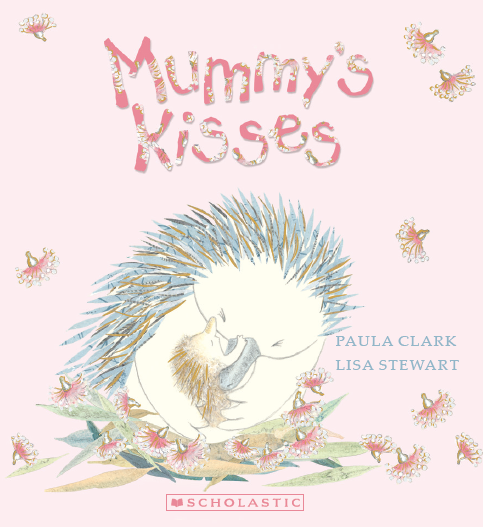 Mummy's
Kisses
PAULA CLARK
LISA STEWART
SCHOLASTIC